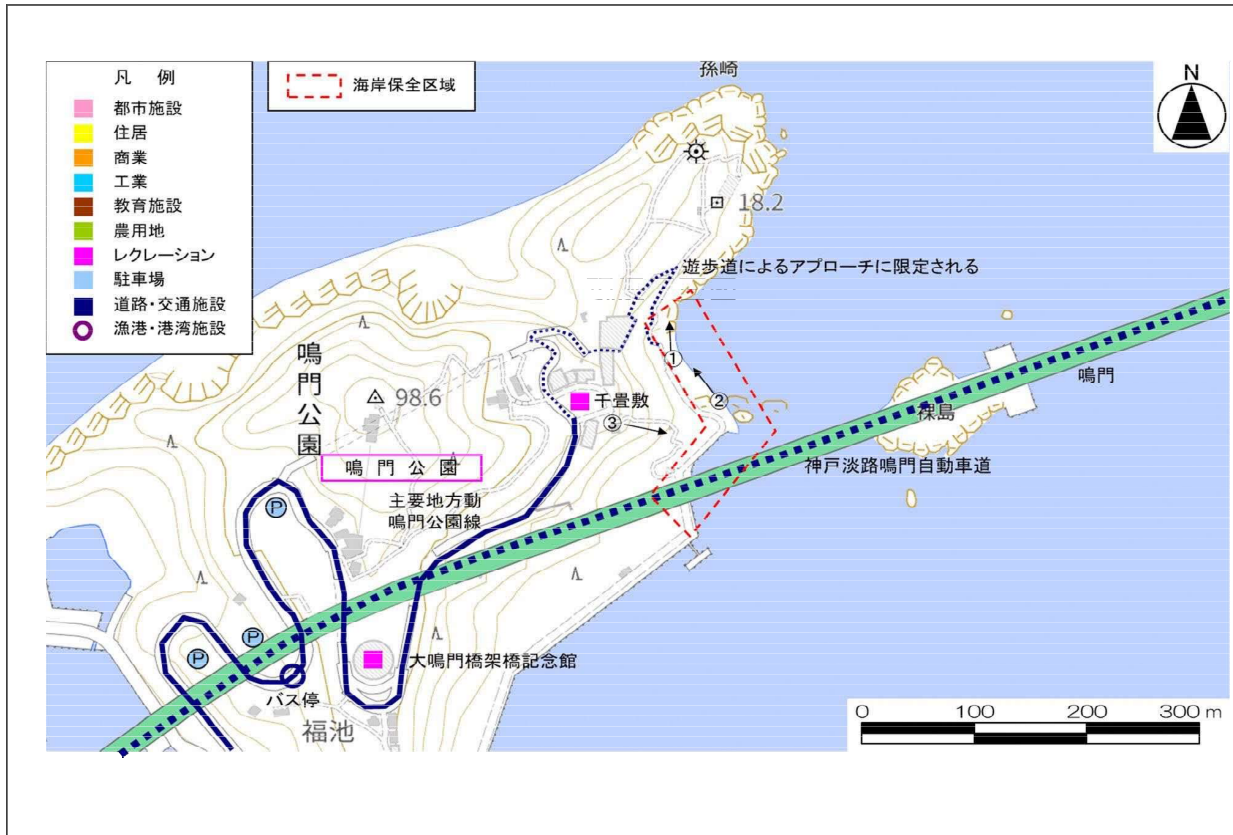 凡　例
都市施設
住居
商業
工業
教育施設
農用地
レクレーション
駐車場
道路・交通施設
漁港・港湾施設
海岸保全区域
孫崎
N
18.2
遊歩道によるアプローチに限定される
①
②
③
鳴門公園
98.6
千畳敷
鳴門
裸島
神戸淡路鳴門自動車道
鳴門公園
主要地方動
鳴門公園線
P
P
P
大鳴門橋架橋記念館
バス停
福池
0 100 200 300 m